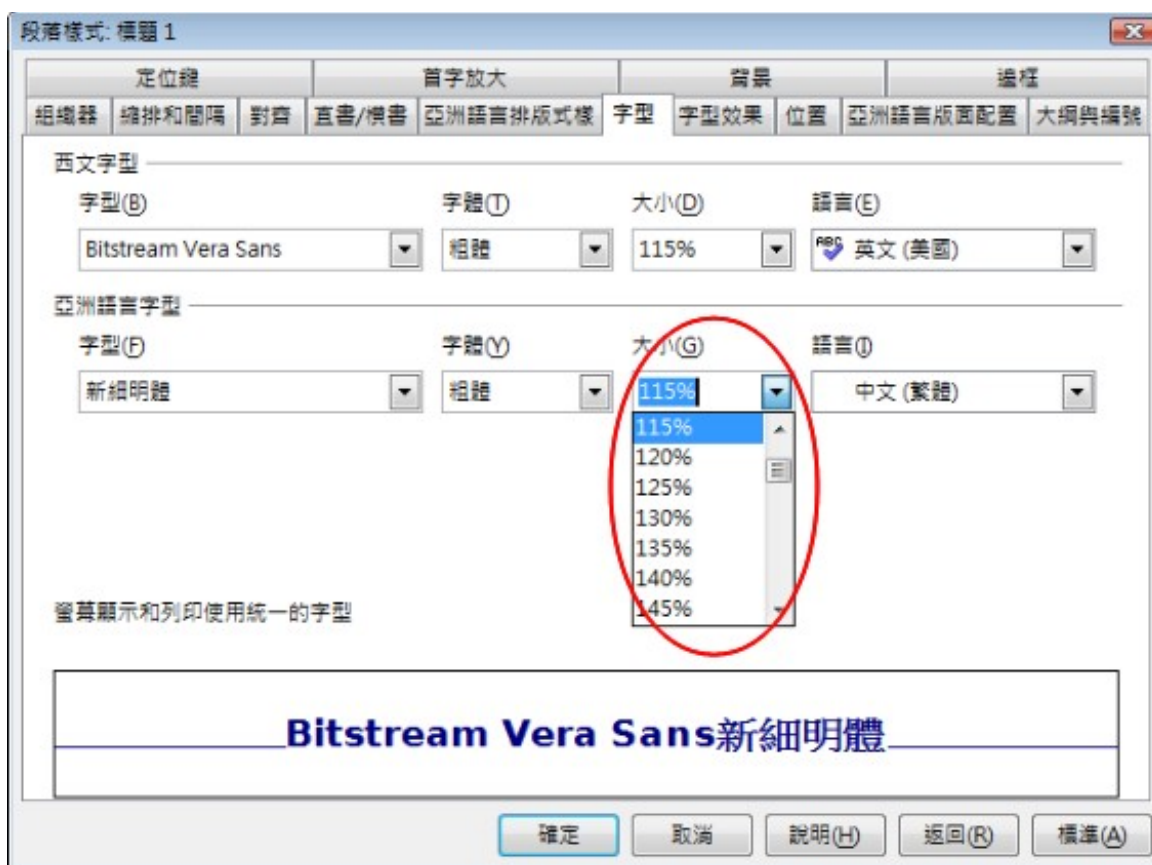 段落樣式: 標題 1
定位鍵 首字放大 背景 邊框
組織器 縮排和間隔 對齊 直書/橫書 亞洲語言排版式樣 字型 字型效果 位置 亞洲語言版面配置 大綱與編號
西文字型
字型(B) 字體(T) 大小(D) 語言(E)
Bitstream Vera Sans 粗體 115% ABC 英文 (美國)
亞洲語言字型
字型(F) 字體(Y) 大小(G) 語言(I)
新細明體 粗體 115% 中文 (繁體)
115%
120%
125%
130%
135%
140%
145%
螢幕顯示和列印使用統一的字型
Bitstream Vera Sans新細明體
確定 取消 說明(H) 返回(R) 標準(A)